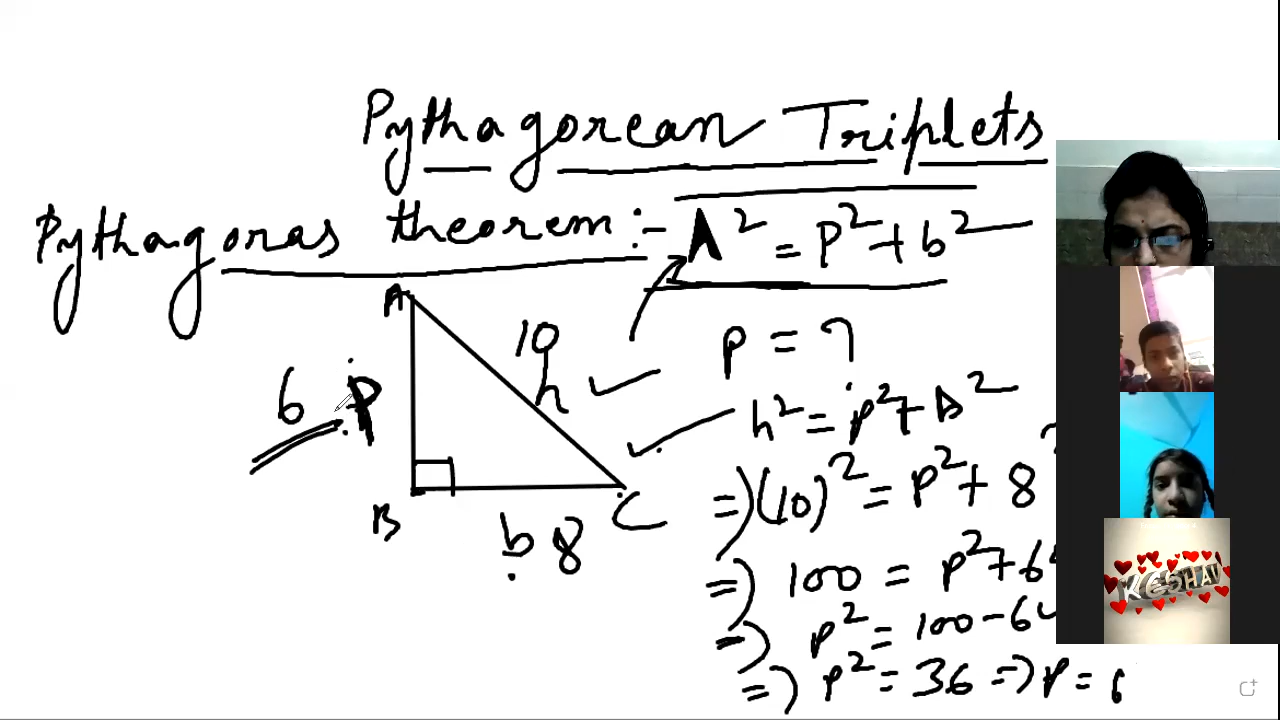 Pythagorean Triplets
Pythagoras theorem :- h² = p² + b²
A
10
h
6 p
B
b 8
C
p = ?
h² = p² + b²
⇒ (10)² = p² + 8
⇒ 100 = p² + 6
⇒ p² = 100 - 6
⇒ p² = 36 ⇒ p = 6
KESHAV